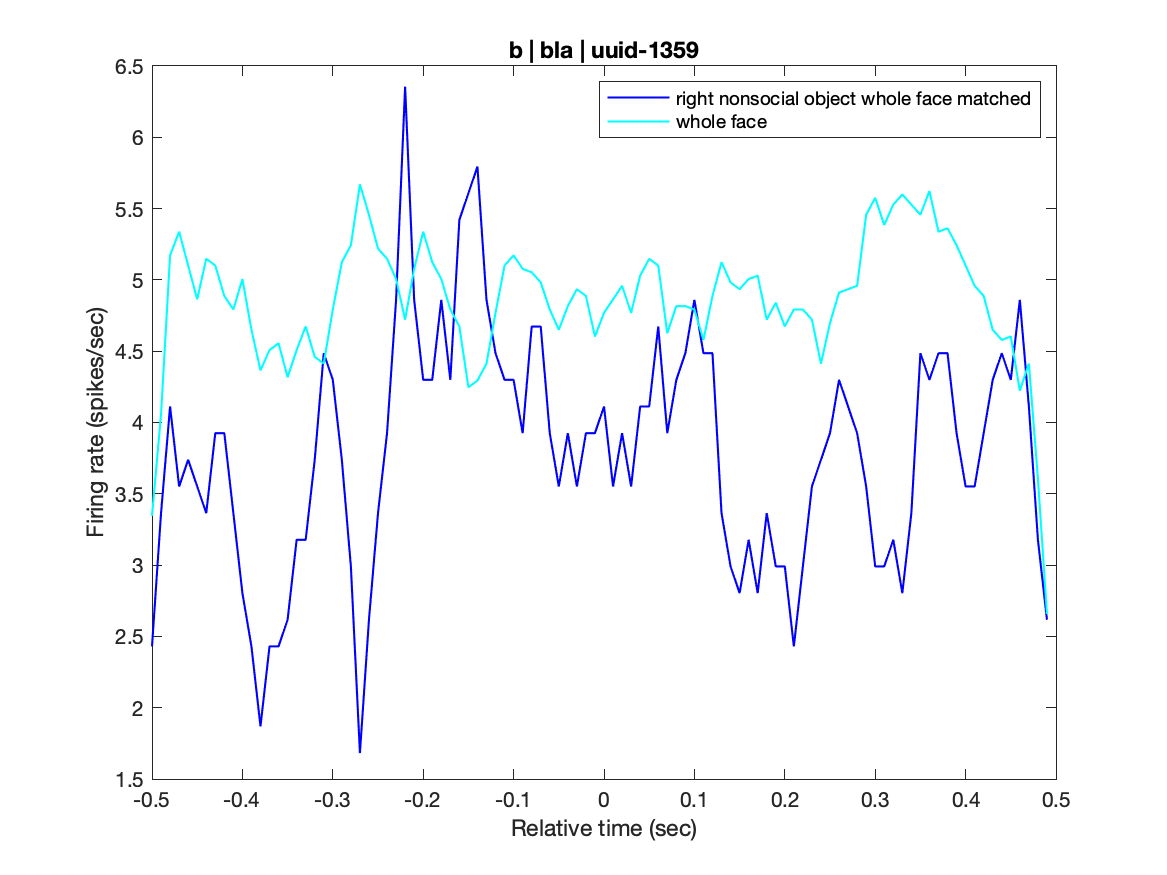 b | bla | uuid-1359
right nonsocial object whole face matched
whole face
6.5
6
5.5
5
4.5
4
3.5
3
2.5
2
1.5
Firing rate (spikes/sec)
-0.5 -0.4 -0.3 -0.2 -0.1 0 0.1 0.2 0.3 0.4 0.5
Relative time (sec)